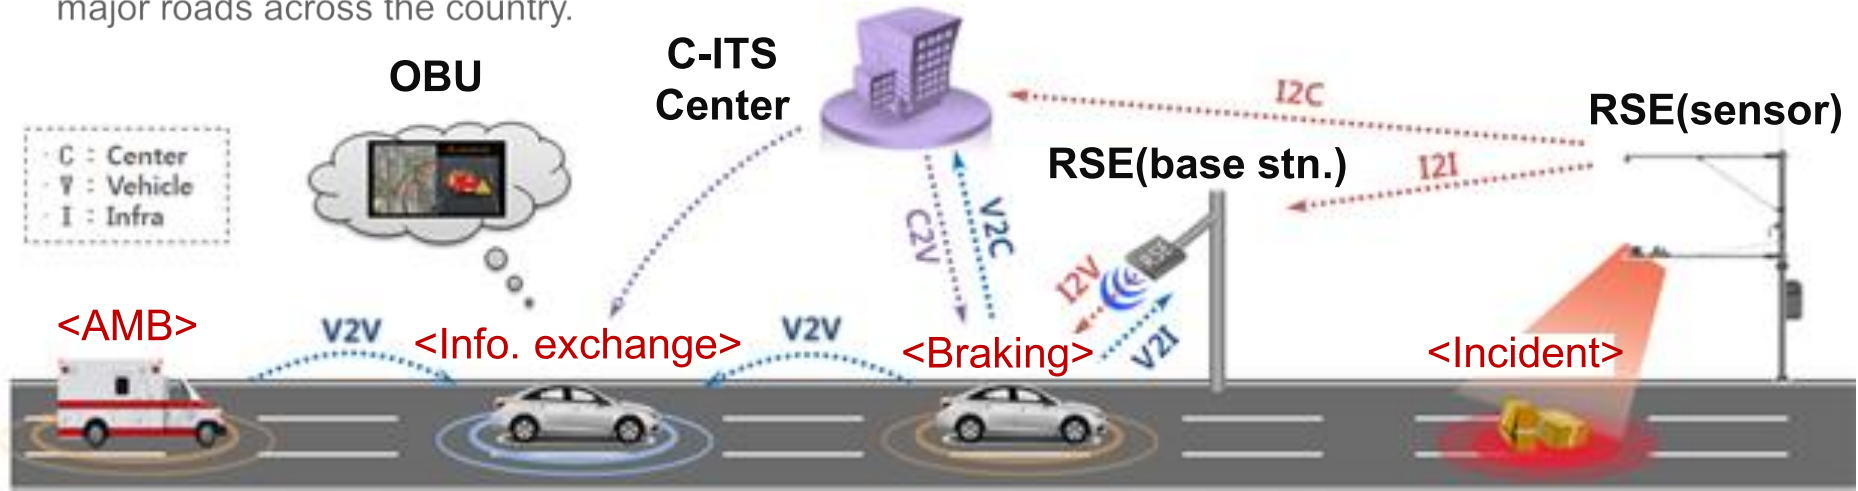 major roads across the country.
OBU
C-ITS
Center
I2C
RSE(sensor)
· C : Center
· V : Vehicle
· I : Infra
RSE(base stn.)
I2I
C2V
V2C
RSE
I2V
V2I
<AMB>
V2V
<Info. exchange>
V2V
<Braking>
<Incident>